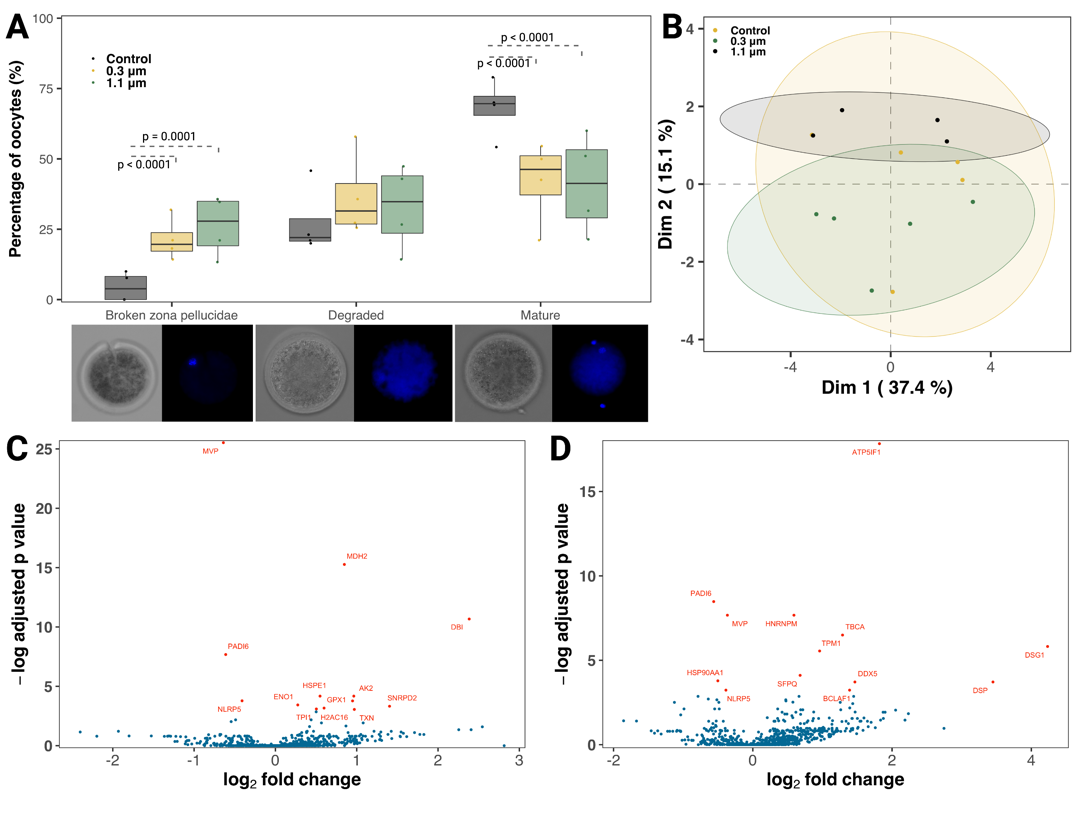 A
Percentage of oocytes (%)
100
75
50
25
0
Control
0.3 µm
1.1 µm
p = 0.0001
p < 0.0001
p < 0.0001
p < 0.0001
Broken zona pellucidae
Degraded
Mature
B
Dim 2 ( 15.1 %)
4
2
0
-2
-4
Control
0.3 µm
1.1 µm
-4
0
4
Dim 1 ( 37.4 %)
C
− log adjusted p value
25
20
15
10
5
0
MVP
MDH2
DBI
PADI6
HSPE1
AK2
ENO1
GPX1
SNRPD2
NLRP5
TPI1
H2AC16
TXN
-2
-1
0
1
2
3
log2 fold change
D
− log adjusted p value
15
10
5
0
ATP5IF1
PADI6
MVP
HNRNPM
TBCA
TPM1
DSG1
HSP90AA1
SFPQ
DDX5
DSP
NLRP5
BCLAF1
-2
0
2
4
log2 fold change